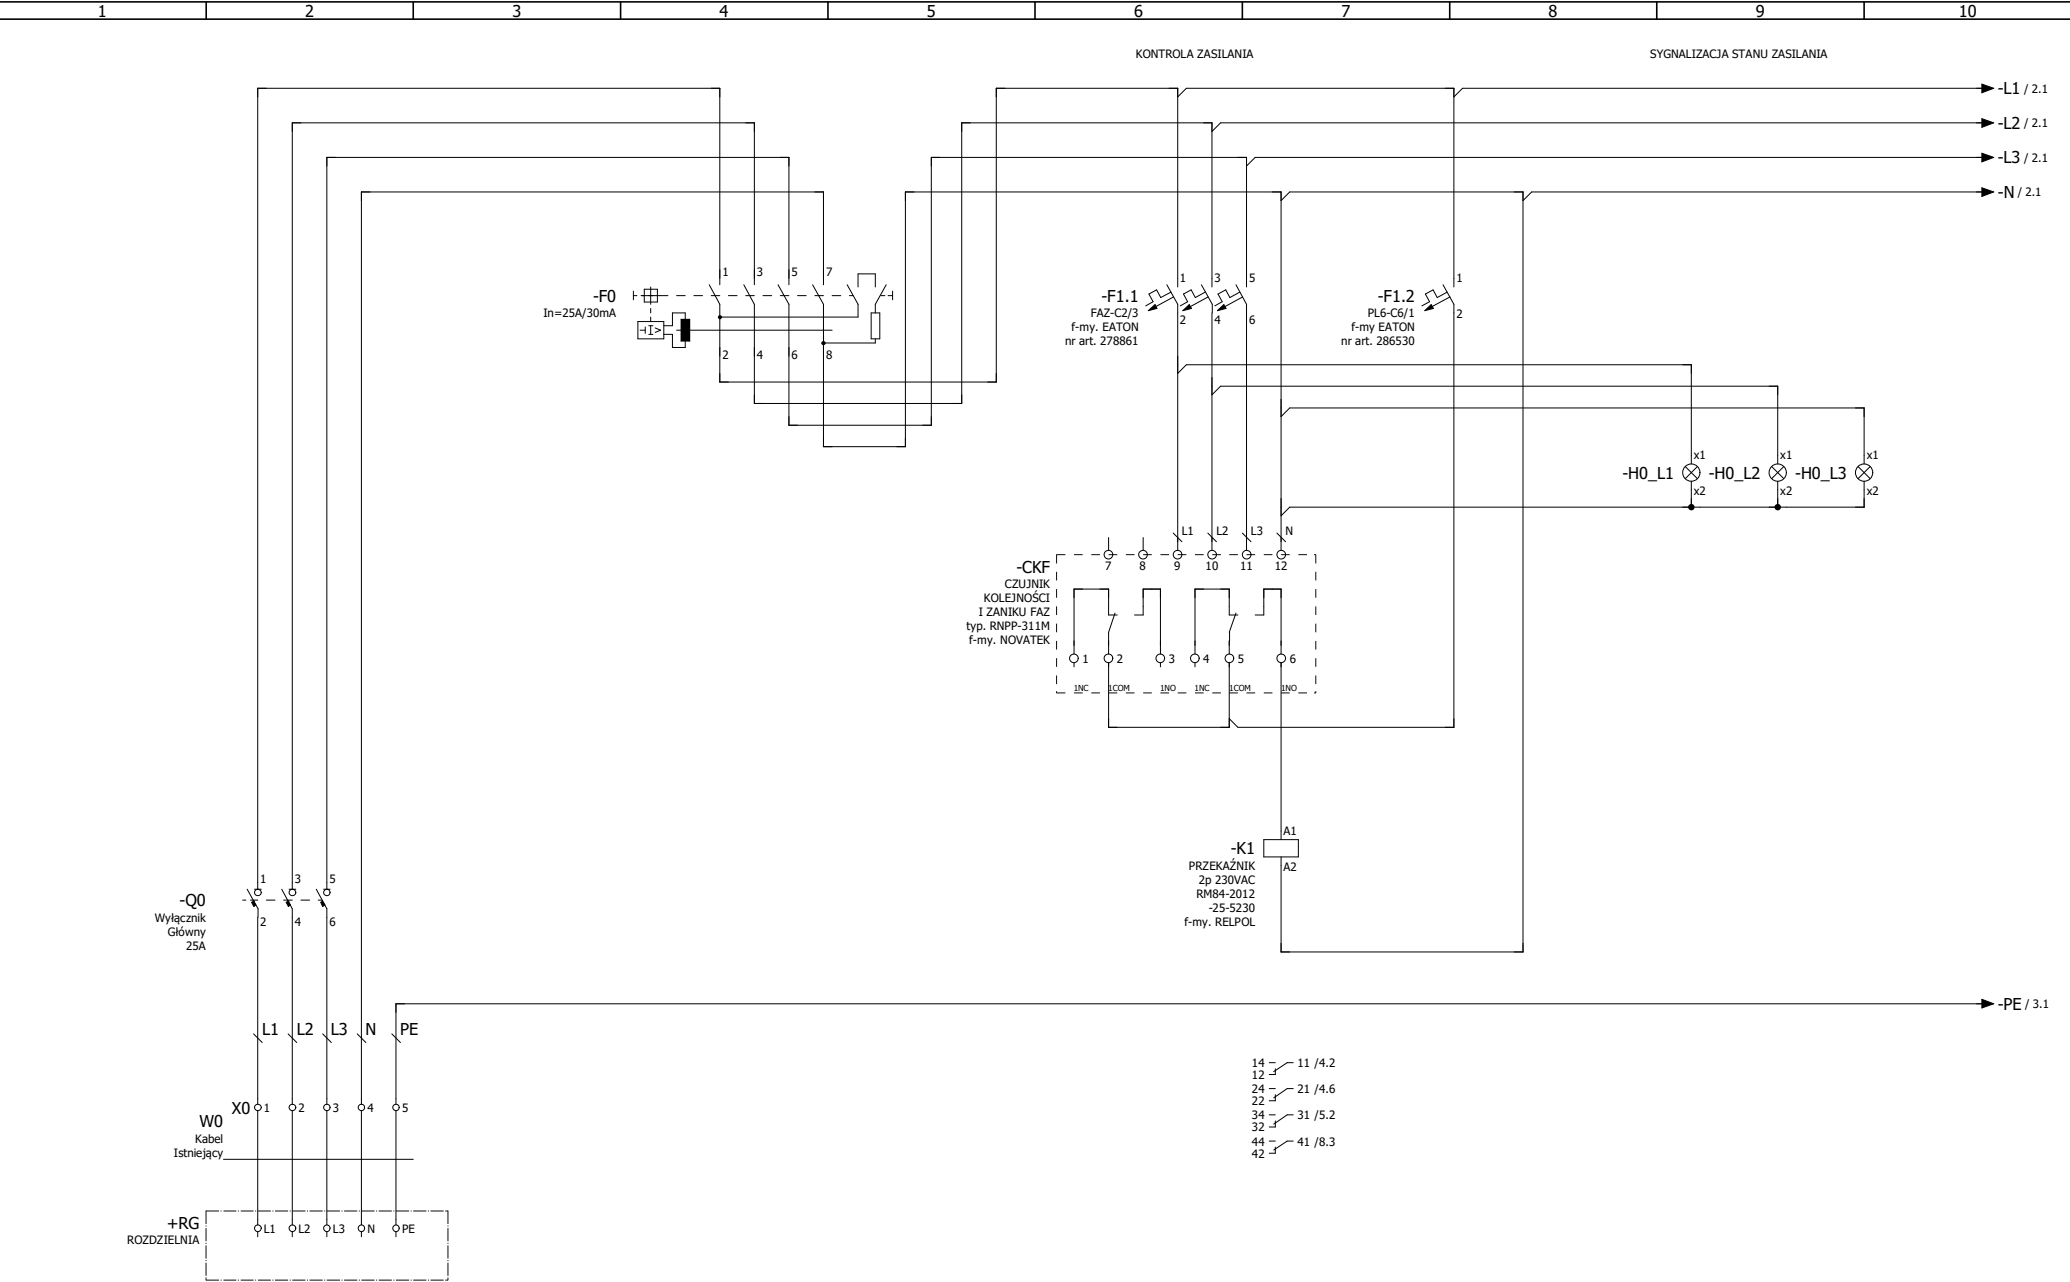 1 2 3 4 5 6 7 8 9 10
KONTROLA ZASILANIA SYGNALIZACJA STANU ZASILANIA
-L1 / 2.1
-L2 / 2.1
-L3 / 2.1
-N / 2.1
-F0
In=25A/30mA
1 3 5 7
2 4 6 8
-F1.1
FAZ-C2/3
f-my. EATON
nr art. 278861
1 3 5
2 4 6
-F1.2
PL6-C6/1
f-my EATON
nr art. 286530
1
2
I>
x1 x1 x1
-H0_L1 -H0_L2 -H0_L3
x2 x2 x2
L1 L2 L3 N
7 8 9 10 11 12
-CKF
CZUJNIK
KOLEJNOŚCI
I ZANIKU FAZ
typ. RNPP-311M
f-my. NOVATEK
1 2 3 4 5 6
1NC 1COM 1NO 1NC 1COM 1NO
A1
-K1
PRZEKAŹNIK
2p 230VAC
RM84-2012
-25-5230
f-my. RELPOL
A2
1 3 5
-Q0
Wyłącznik
Główny
25A
2 4 6
-PE / 3.1
L1 L2 L3 N PE
14 11 /4.2
12
24 21 /4.6
22
34 31 /5.2
32
44 41 /8.3
42
X0 1 2 3 4 5
W0
Kabel
Istniejący
+RG
ROZDZIELNIA
L1 L2 L3 N PE